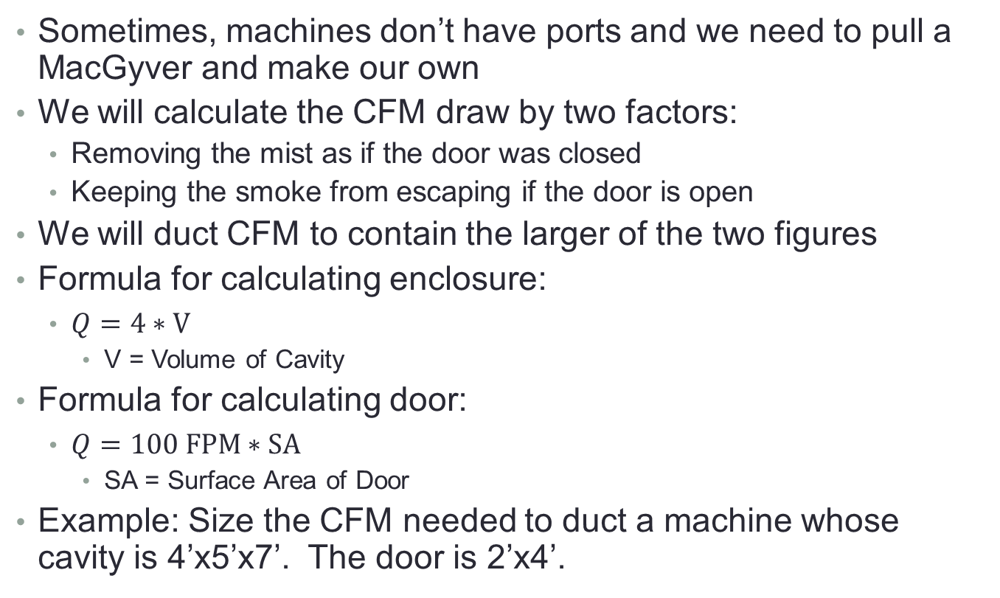 • Sometimes, machines don’t have ports and we need to pull a
MacGyver and make our own
• We will calculate the CFM draw by two factors:
• Removing the mist as if the door was closed
• Keeping the smoke from escaping if the door is open
• We will duct CFM to contain the larger of the two figures
• Formula for calculating enclosure:
• 𝑄 = 4 ∗ V
• V = Volume of Cavity
• Formula for calculating door:
• 𝑄 = 100 FPM ∗ SA
• SA = Surface Area of Door
• Example: Size the CFM needed to duct a machine whose
cavity is 4’x5’x7’.  The door is 2’x4’.